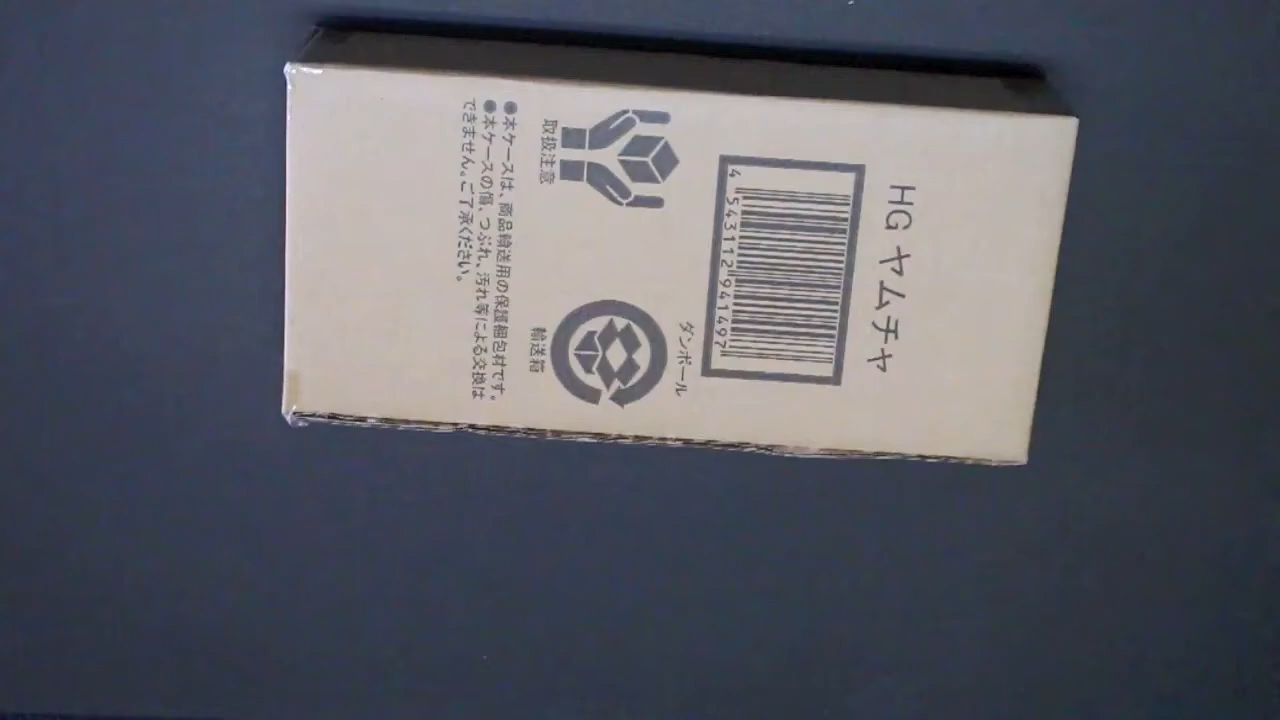 HG ヤムチャ
4 543112 941497
取扱注意
ダンボール
輸送箱
●本ケースは、商品輸送用の保護梱包材です。
●本ケースの傷、つぶれ、汚れ等による交換は
できません。ご了承ください。